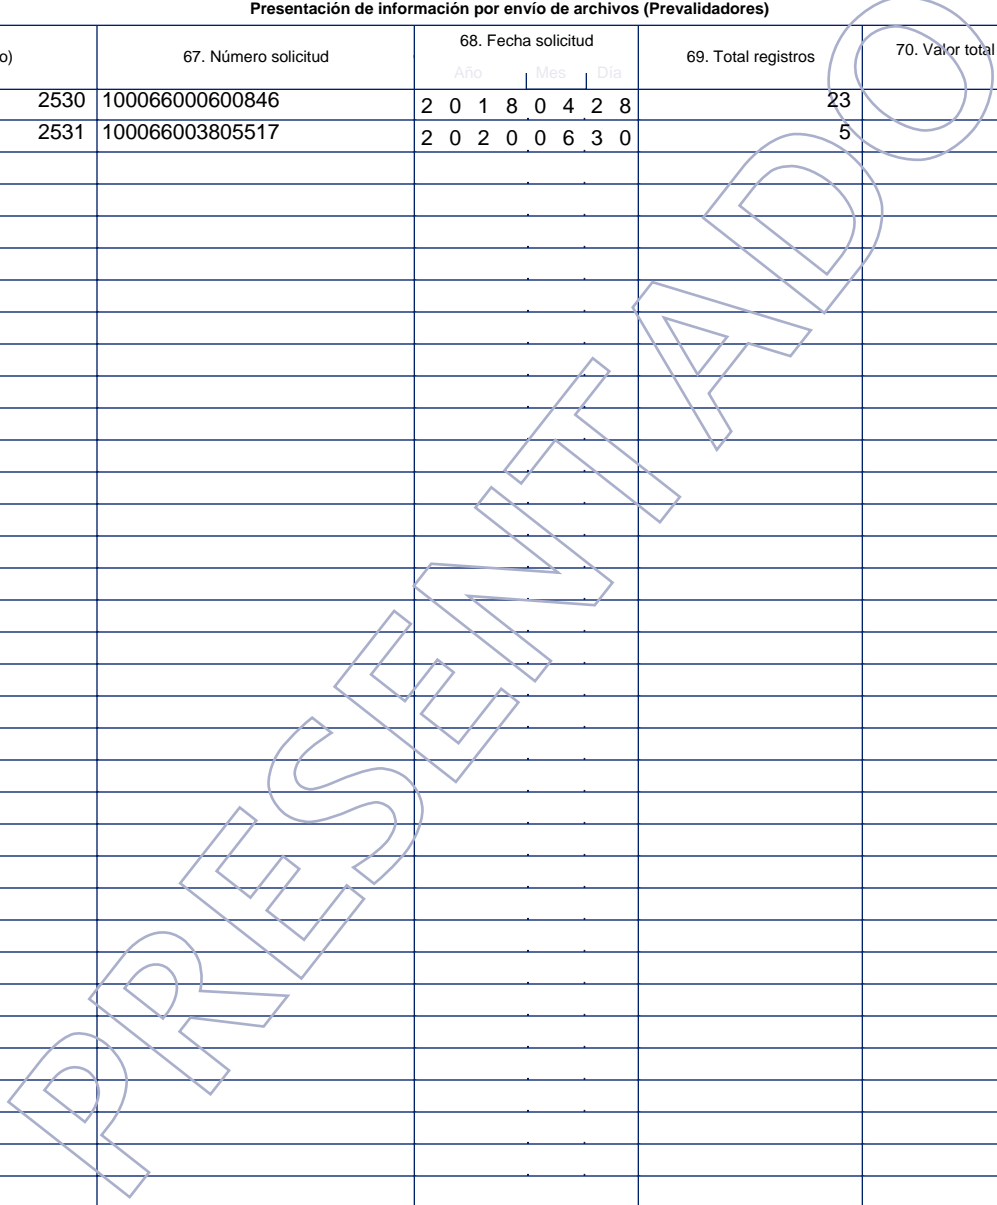 Presentación de información por envío de archivos (Prevalidadores)
o) 67. Número solicitud 68. Fecha solicitud 69. Total registros 70. Valor total
Año Mes Día
2530 100066000600846 2 0 1 8 0 4 2 8 23
2531 100066003805517 2 0 2 0 0 6 3 0 5
PRESENTADO